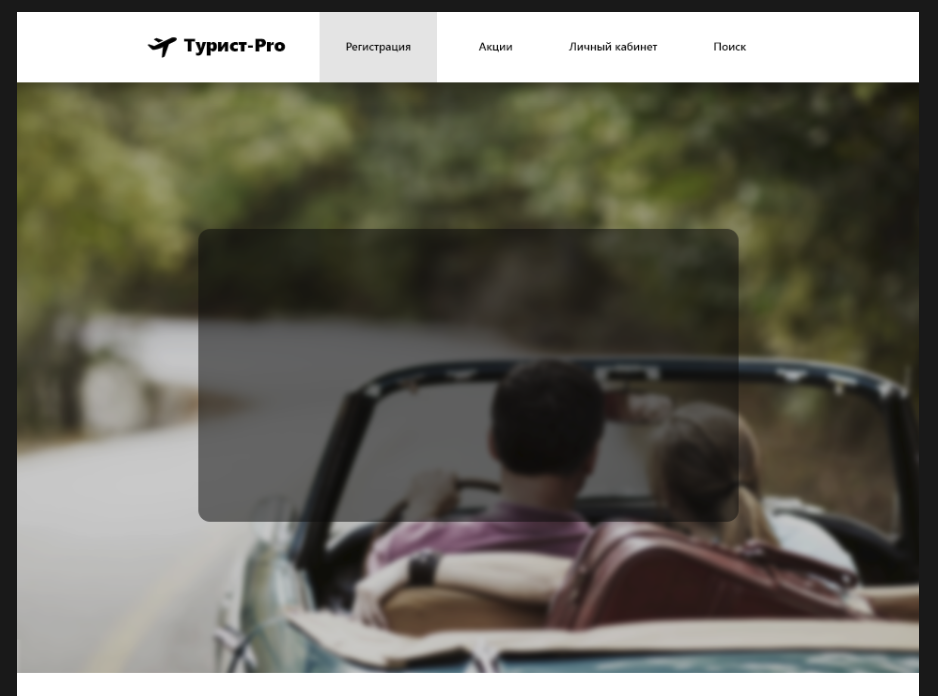 Турист-Pro
Регистрация
Акции
Личный кабинет
Поиск